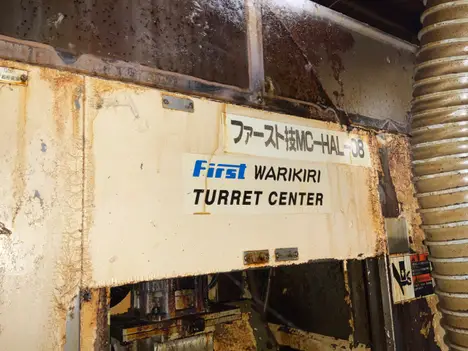 ファースト技MC-HAL-08
First WARIKIRI
TURRET CENTER